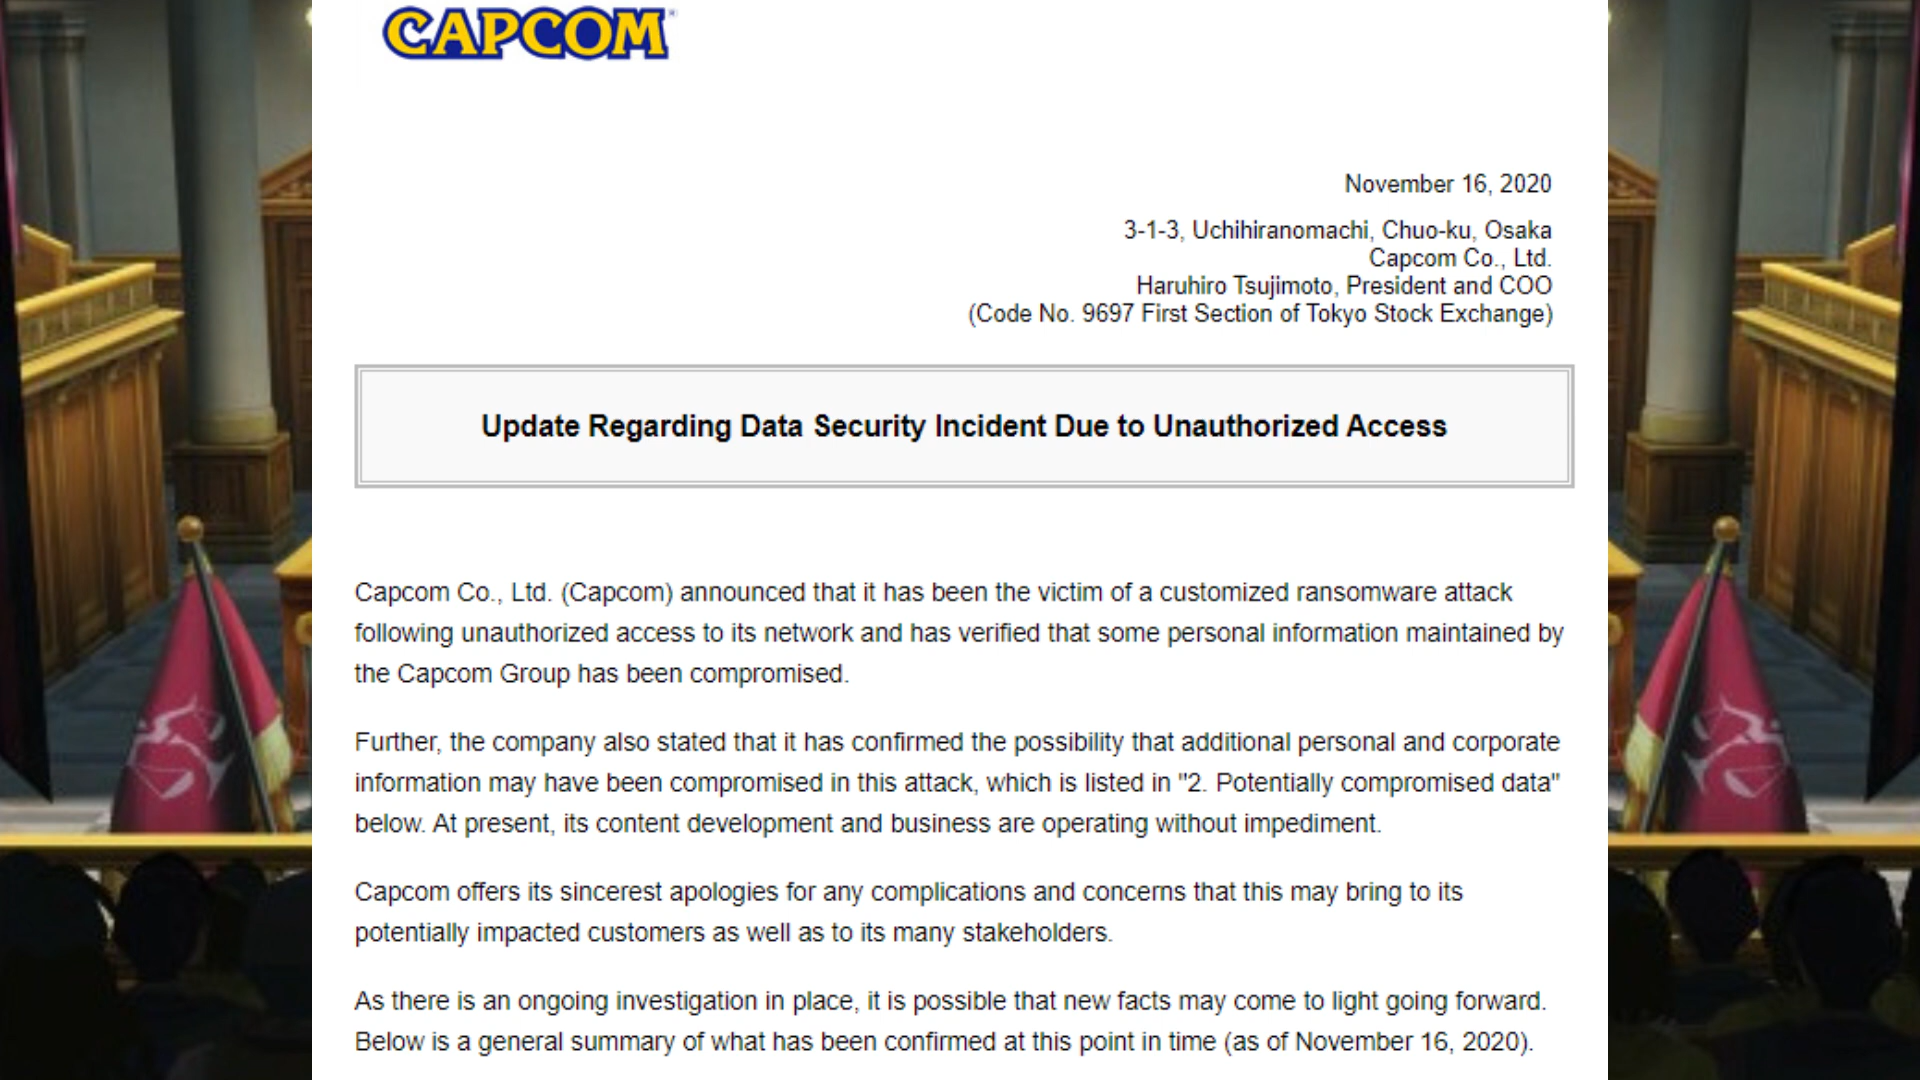 CAPCOM
November 16, 2020
3-1-3, Uchihiranomachi, Chuo-ku, Osaka
Capcom Co., Ltd.
Haruhiro Tsujimoto, President and COO
(Code No. 9697 First Section of Tokyo Stock Exchange)
Update Regarding Data Security Incident Due to Unauthorized Access
Capcom Co., Ltd. (Capcom) announced that it has been the victim of a customized ransomware attack
following unauthorized access to its network and has verified that some personal information maintained by
the Capcom Group has been compromised.
Further, the company also stated that it has confirmed the possibility that additional personal and corporate
information may have been compromised in this attack, which is listed in "2. Potentially compromised data"
below. At present, its content development and business are operating without impediment.
Capcom offers its sincerest apologies for any complications and concerns that this may bring to its
potentially impacted customers as well as to its many stakeholders.
As there is an ongoing investigation in place, it is possible that new facts may come to light going forward.
Below is a general summary of what has been confirmed at this point in time (as of November 16, 2020).